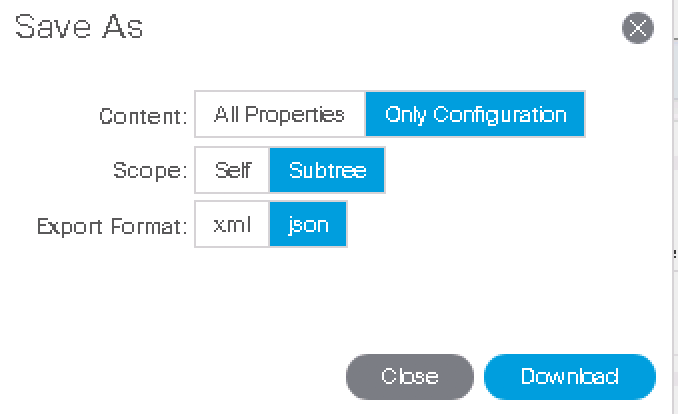 Save As
Content: All Properties Only Configuration
Scope: Self Subtree
Export Format: xml json
Close Download